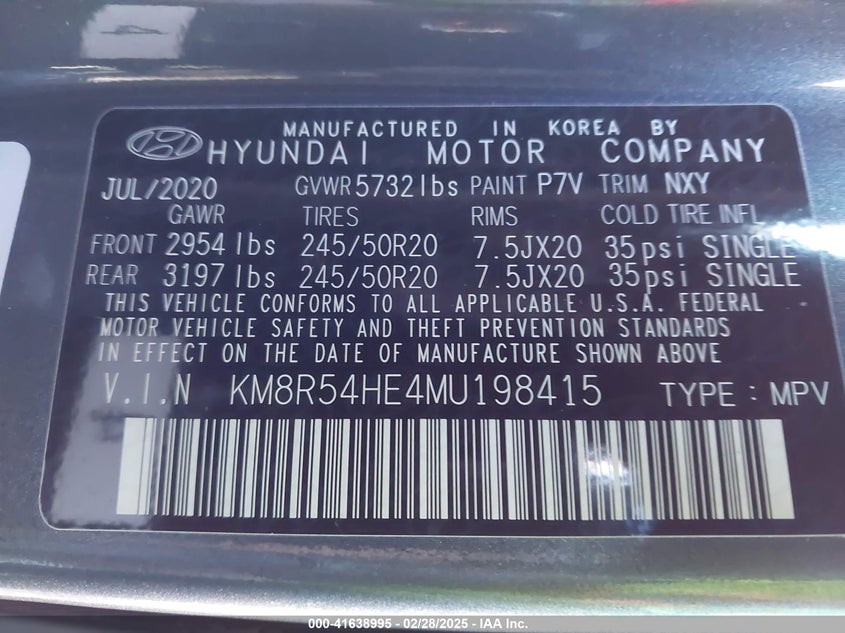 MANUFACTURED IN KOREA BY
HYUNDAI MOTOR COMPANY
JUL/2020 GVWR 5732lbs PAINT P7V TRIM NXY
GAWR TIRES RIMS COLD TIRE INFL
FRONT 2954 lbs 245/50R20 7.5JX20 35psi SINGLE
REAR 3197 lbs 245/50R20 7.5JX20 35psi SINGLE
THIS VEHICLE CONFORMS TO ALL APPLICABLE U.S.A. FEDERAL
MOTOR VEHICLE SAFETY AND THEFT PREVENTION STANDARDS
IN EFFECT ON THE DATE OF MANUFACTURE SHOWN ABOVE
V.I.N KM8R54HE4MU198415 TYPE : MPV
000-41638995 - 02/28/2025 - IAA Inc.